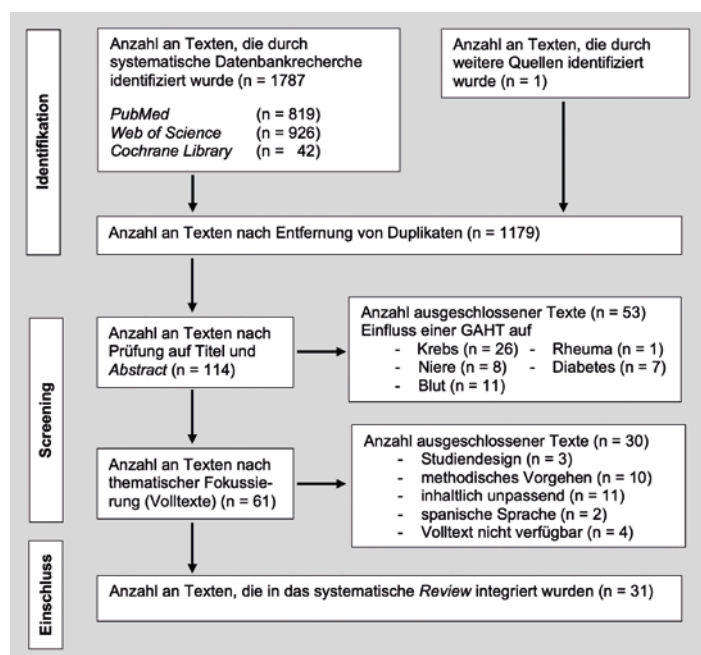 Identifikation
Anzahl an Texten, die durch
systematische Datenbankrecherche
identifiziert wurde (n = 1787
PubMed (n = 819)
Web of Science (n = 926)
Cochrane Library (n = 42)
Anzahl an Texten, die durch
weitere Quellen identifiziert
wurde (n = 1)
Anzahl an Texten nach Entfernung von Duplikaten (n = 1179)
Screening
Anzahl an Texten nach
Prüfung auf Titel und
Abstract (n = 114)
Anzahl ausgeschlossener Texte (n = 53)
Einfluss einer GAHT auf
- Krebs (n = 26) - Rheuma (n = 1)
- Niere (n = 8) - Diabetes (n = 7)
- Blut (n = 11)
Anzahl an Texten nach
thematischer Fokussie-
rung (Volltexte) (n = 61)
Anzahl ausgeschlossener Texte (n = 30)
- Studiendesign (n = 3)
- methodisches Vorgehen (n = 10)
- inhaltlich unpassend (n = 11)
- spanische Sprache (n = 2)
- Volltext nicht verfügbar (n = 4)
Einschluss
Anzahl an Texten, die in das systematische Review integriert wurden (n = 31)